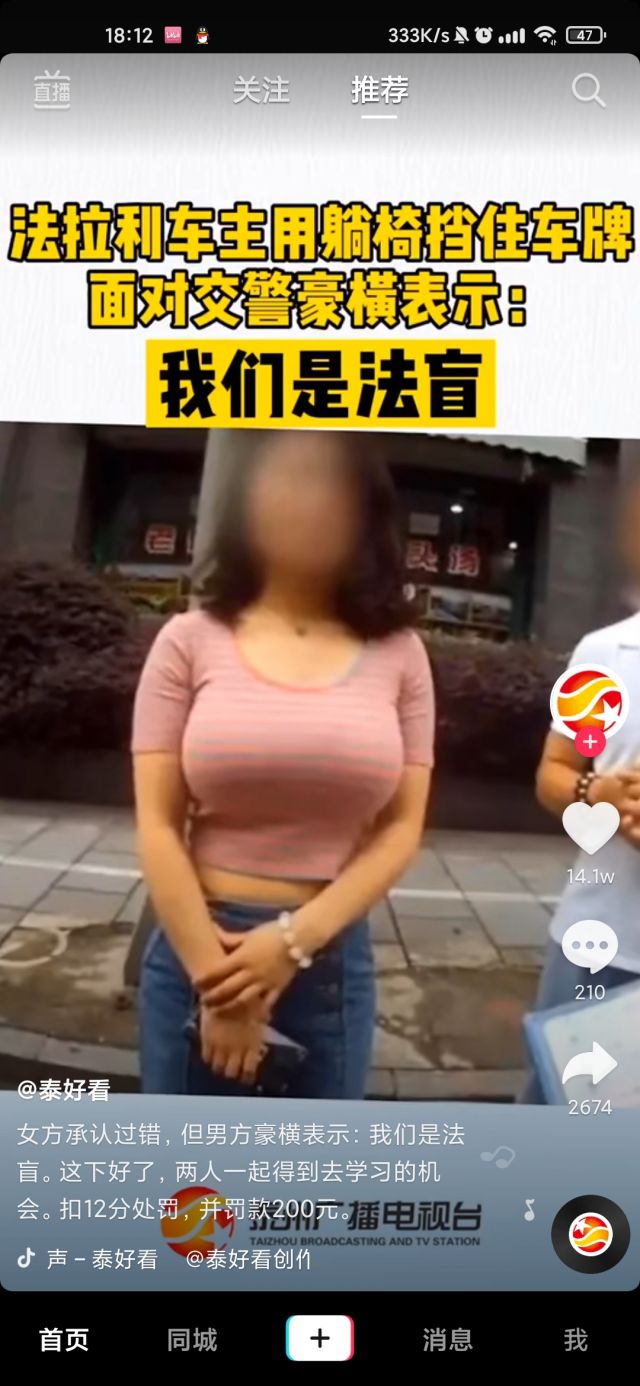 18:12
333K/s
47
直播
关注
推荐
法拉利车主用躺椅挡住车牌
面对交警豪横表示：
我们是法盲
头汤
14.1w
210
2674
@泰好看
女方承认过错，但男方豪横表示：我们是法
盲。这下好了，两人一起得到去学习的机
会。扣12分处罚，并罚款200元。
广播电视台
TAIZHOU BROADCASTING AND TV STATION
声 – 泰好看
@泰好看创作
首页
同城
消息
我